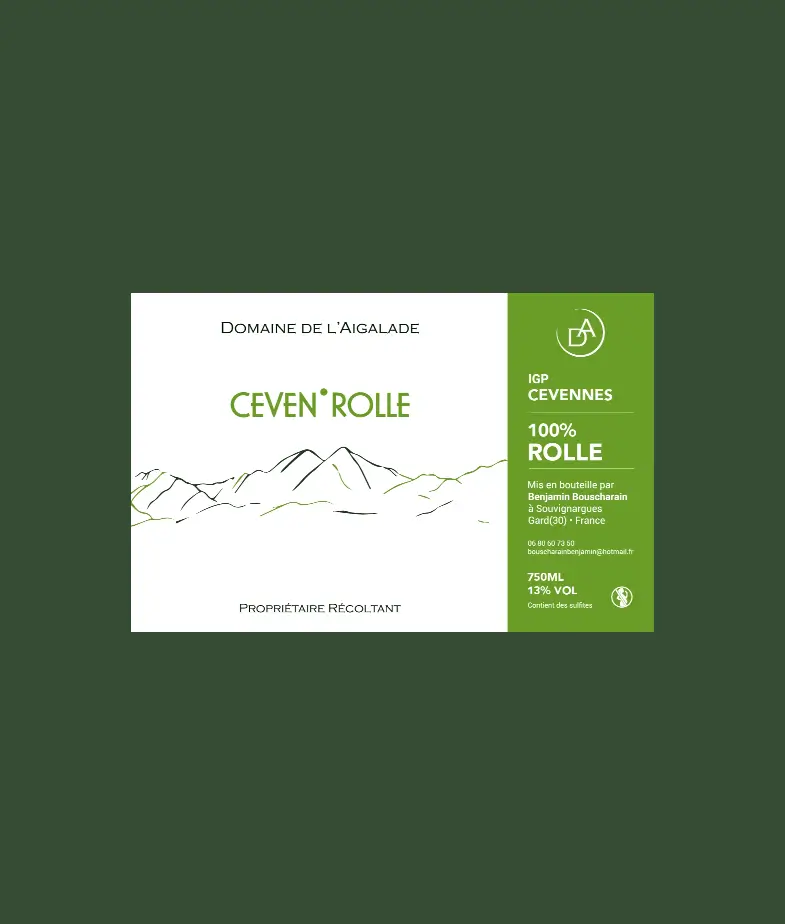 DOMAINE DE L'AIGALADE
CEVEN°ROLLE
PROPRIÉTAIRE RÉCOLTANT
DA
IGP
CEVENNES
100%
ROLLE
Mis en bouteille par
Benjamin Bouscharain
à Souvignargues
Gard(30) • France
06 80 60 73 50
bouscharainbenjamin@hotmail.fr
750ML
13% VOL
Contient des sulfites